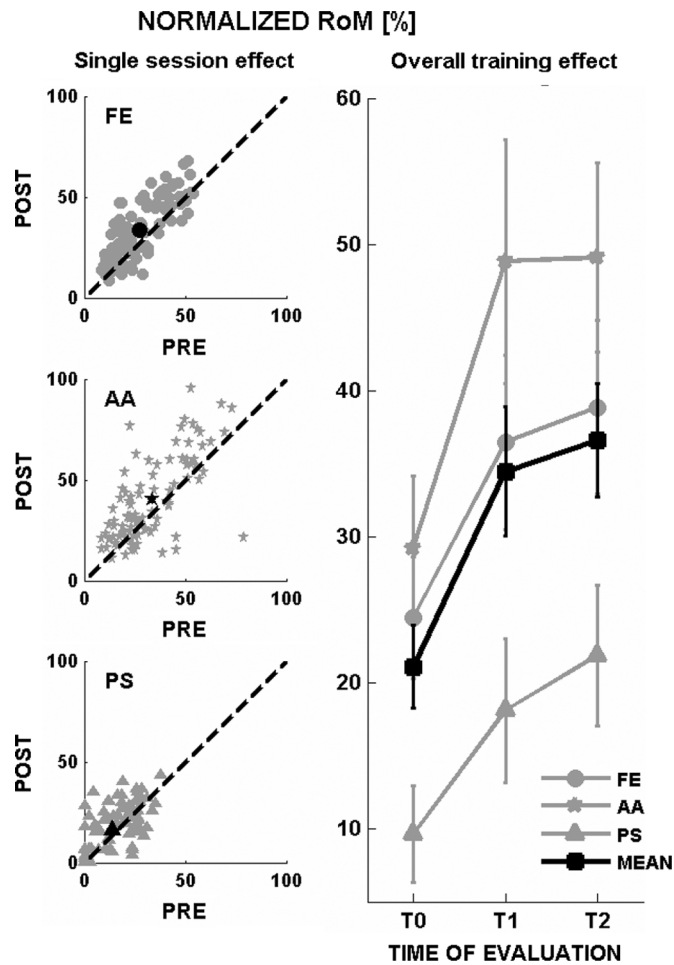 NORMALIZED RoM [%]
Single session effect
100
FE
POST
50
0
0
50
100
PRE
100
AA
POST
50
0
0
50
100
PRE
100
PS
POST
50
0
0
50
100
PRE
Overall training effect
60
50
40
30
20
10
FE
AA
PS
MEAN
T0 T1 T2
TIME OF EVALUATION